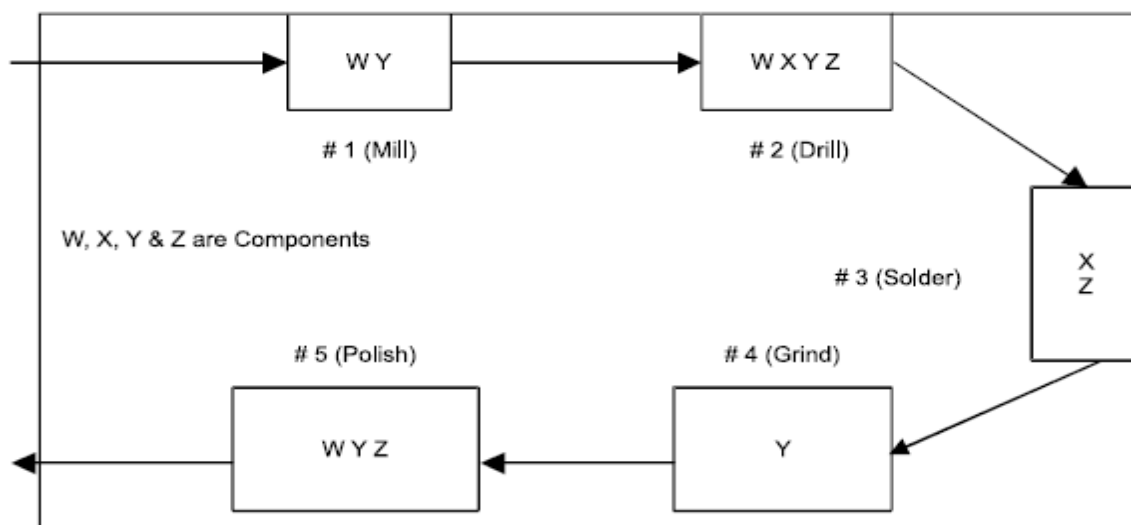 W Y
W X Y Z
# 1 (Mill)
# 2 (Drill)
W, X, Y & Z are Components
# 3 (Solder)
X
Z
# 5 (Polish)
# 4 (Grind)
W Y Z
Y